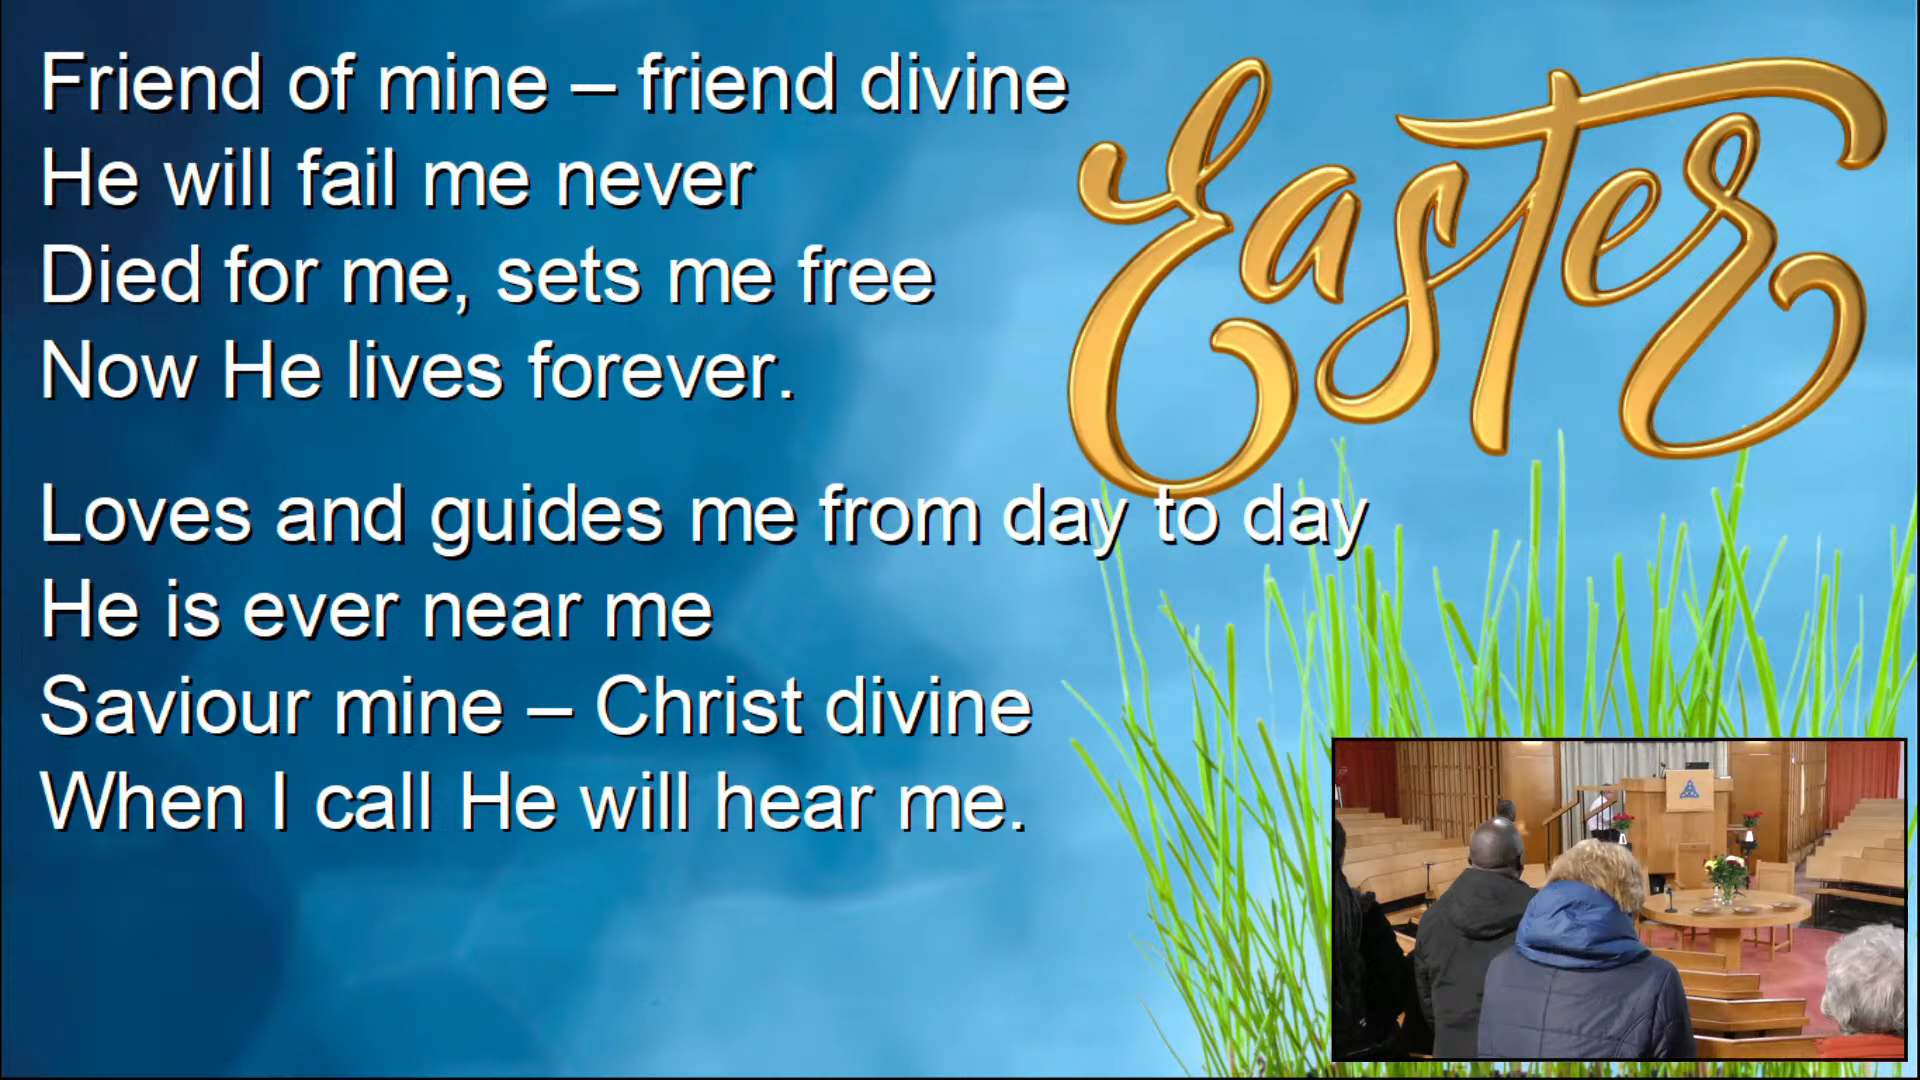 Friend of mine – friend divine
He will fail me never
Died for me, sets me free
Now He lives forever.
Loves and guides me from day to day
He is ever near me
Saviour mine – Christ divine
When I call He will hear me.
Easter